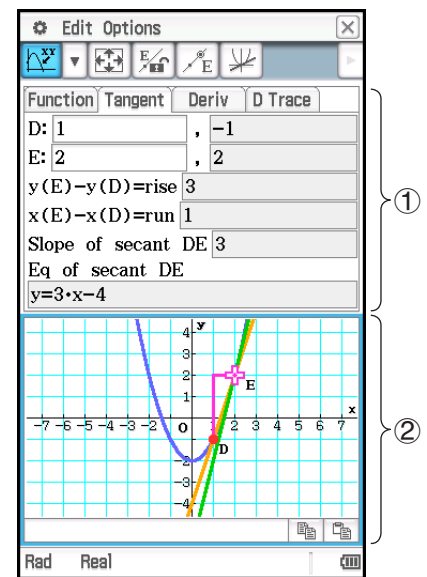 Edit Options
Function Tangent Deriv D Trace
D: 1 , -1
E: 2 , 2
y(E)-y(D)=rise 3
x(E)-x(D)=run 1
Slope of secant DE 3
Eq of secant DE
y=3·x-4
①
4 y
3
2 E
1
x
-7 -6 -5 -4 -3 -2 O 2 3 4 5 6 7
D
-2
-3
-4
②
Rad Real